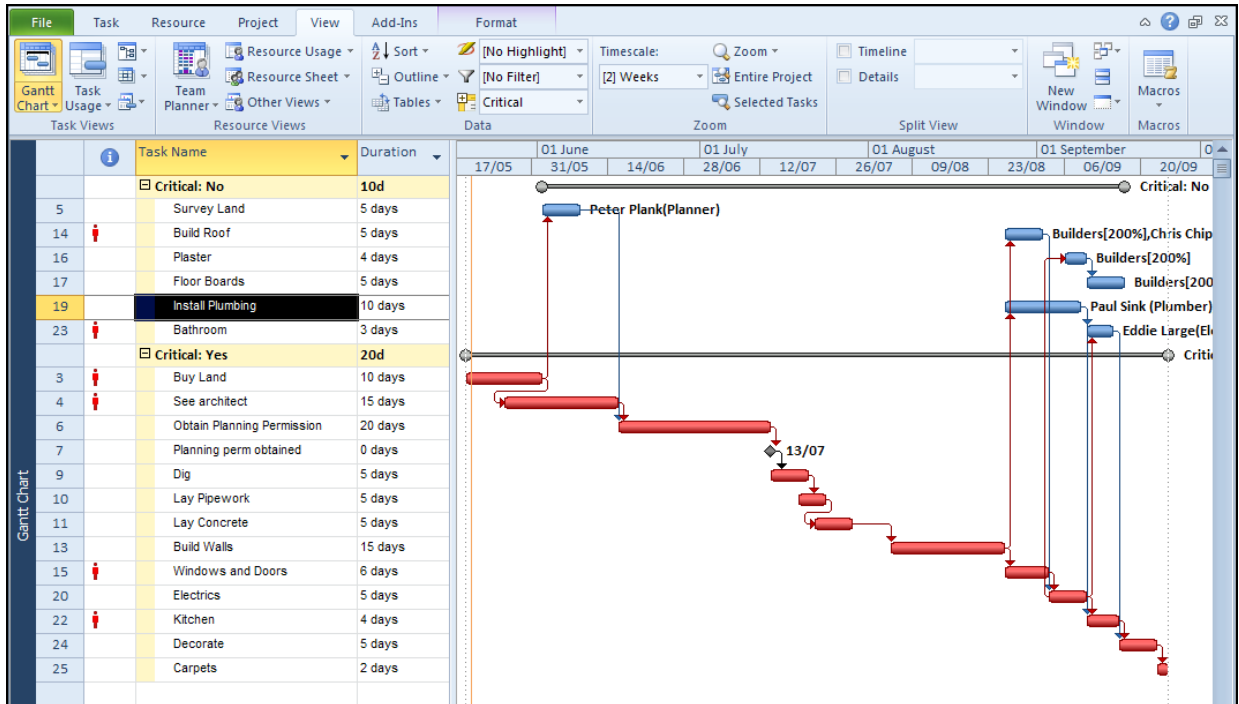 File Task Resource Project View Add-Ins Format
Resource Usage Sort [No Highlight] Timescale: Zoom Timeline
Resource Sheet Outline [No Filter] [2] Weeks Entire Project Details
Gantt Chart Task Usage Team Planner Other Views Tables Critical Selected Tasks New Window Macros
Task Views Resource Views Data Zoom Split View Window Macros
Task Name Duration 01 June 01 July 01 August 01 September 0
17/05 31/05 14/06 28/06 12/07 26/07 09/08 23/08 06/09 20/09
Critical: No 10d Critical: No
5 Survey Land 5 days Peter Plank(Planner)
14 Build Roof 5 days Builders[200%],Chris Chip
16 Plaster 4 days Builders[200%]
17 Floor Boards 5 days Builders[200
19 Install Plumbing 10 days Paul Sink (Plumber)
23 Bathroom 3 days Eddie Large(El
Critical: Yes 20d Criti
3 Buy Land 10 days
4 See architect 15 days
6 Obtain Planning Permission 20 days
7 Planning perm obtained 0 days 13/07
9 Dig 5 days
10 Lay Pipework 5 days
11 Lay Concrete 5 days
13 Build Walls 15 days
15 Windows and Doors 6 days
20 Electrics 5 days
22 Kitchen 4 days
24 Decorate 5 days
25 Carpets 2 days
Gantt Chart